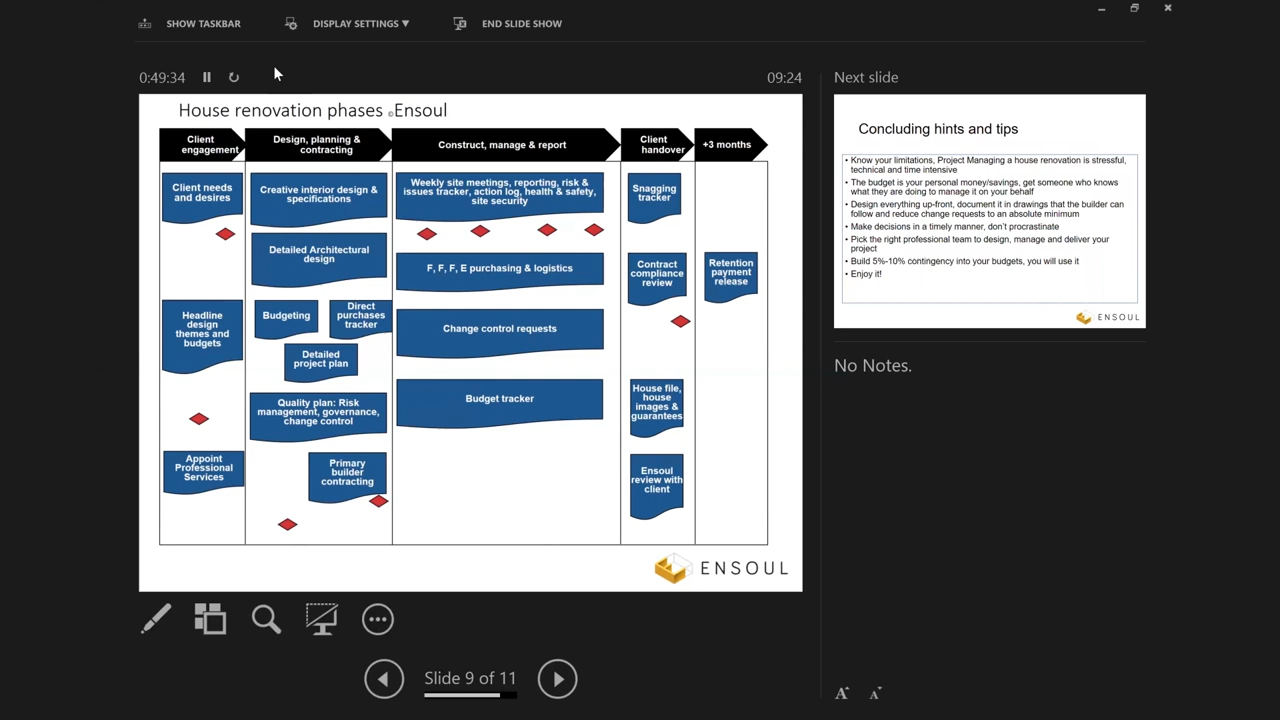 SHOW TASKBAR
DISPLAY SETTINGS ▼
END SLIDE SHOW
0:49:34
09:24
House renovation phases ©Ensoul
Client
engagement
Design, planning &
contracting
Construct, manage & report
Client
handover
+3 months
Client needs
and desires
Headline
design
themes and
budgets
Appoint
Professional
Services
Creative interior design &
specifications
Detailed Architectural
design
Budgeting
Direct
purchases
tracker
Detailed
project plan
Quality plan: Risk
management, governance,
change control
Primary
builder
contracting
Weekly site meetings, reporting, risk &
issues tracker, action log, health & safety,
site security
F, F, F, E purchasing & logistics
Change control requests
Budget tracker
Snagging
tracker
Contract
compliance
review
House file,
house
images &
guarantees
Ensoul
review with
client
Retention
payment
release
ENSOUL
Next slide
Concluding hints and tips
• Know your limitations, Project Managing a house renovation is stressful,
technical and time intensive
• The budget is your personal money/savings, get someone who knows
what they are doing to manage it on your behalf
• Design everything up-front, document it in drawings that the builder can
follow and reduce change requests to an absolute minimum
• Make decisions in a timely manner, don't procrastinate
• Pick the right professional team to design, manage and deliver your
project
• Build 5%-10% contingency into your budgets, you will use it
• Enjoy it!
ENSOUL
No Notes.
Slide 9 of 11
A A